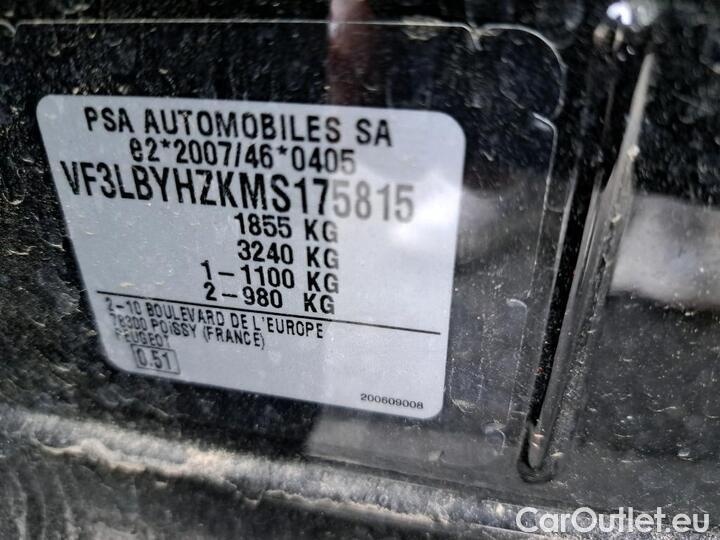 PSA AUTOMOBILES SA
e2*2007/46*0405
VF3LBYHZKMS175815
1855 KG
3240 KG
1-1100 KG
2-980 KG
2-10 BOULEVARD DE L'EUROPE
78300 POISSY (FRANCE)
PEUGEOT
0.51
200609008
CarOutlet.eu